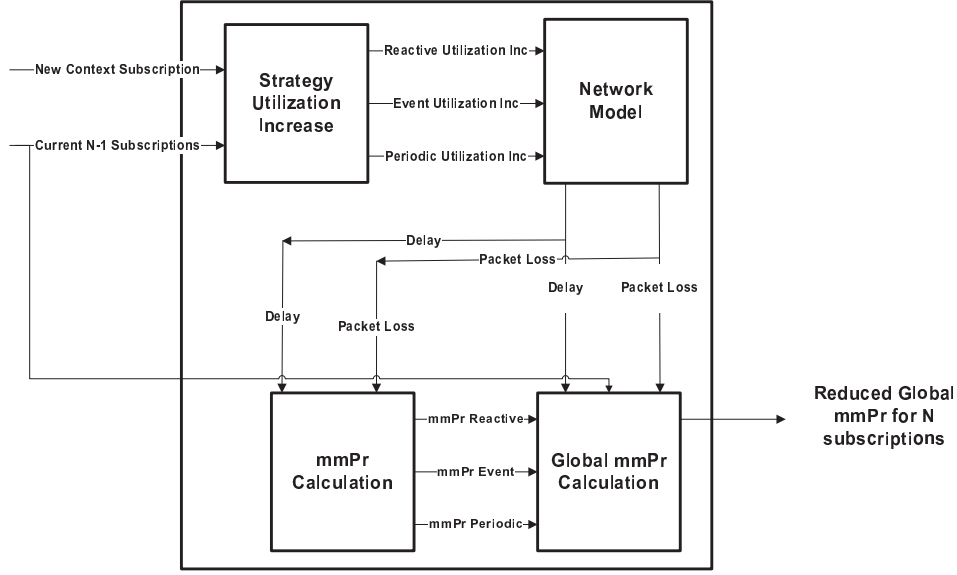 New Context Subscription
Current N-1 Subscriptions
Strategy
Utilization
Increase
Reactive Utilization Inc
Event Utilization Inc
Periodic Utilization Inc
Network
Model
Delay
Packet Loss
Delay
Packet Loss
Delay
Packet Loss
mmPr
Calculation
mmPr Reactive
mmPr Event
mmPr Periodic
Global mmPr
Calculation
Reduced Global
mmPr for N
subscriptions